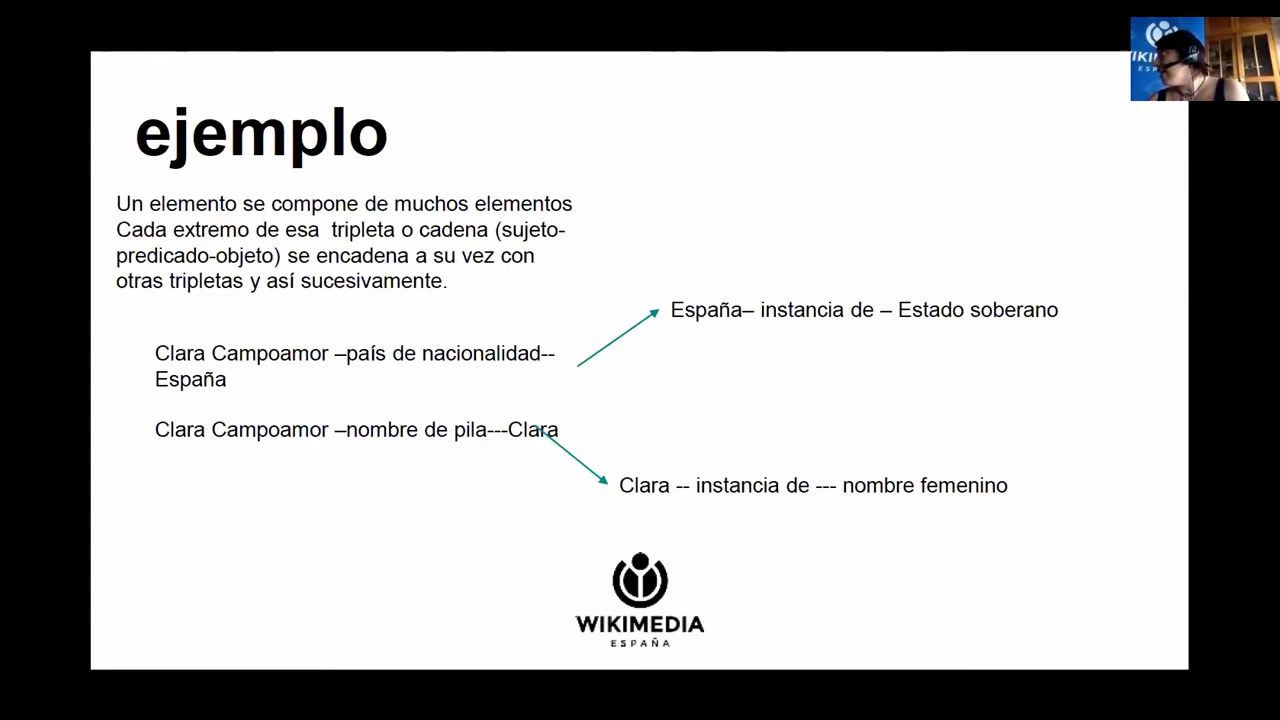 ejemplo
Un elemento se compone de muchos elementos
Cada extremo de esa tripleta o cadena (sujeto-
predicado-objeto) se encadena a su vez con
otras tripletas y así sucesivamente.
España– instancia de – Estado soberano
Clara Campoamor –país de nacionalidad--
España
Clara Campoamor –nombre de pila---Clara
Clara -- instancia de --- nombre femenino
WIKIMEDIA
ESPAÑA